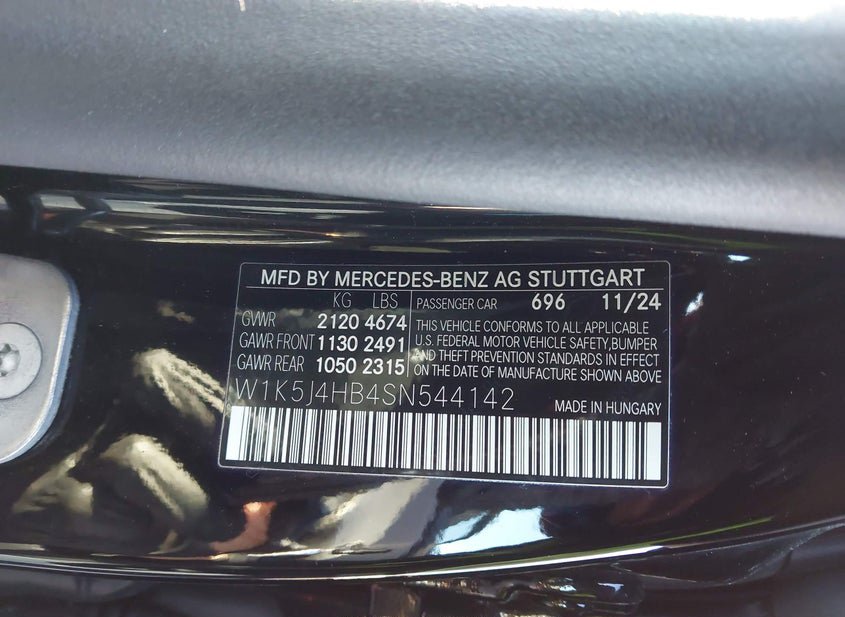 MFD BY MERCEDES-BENZ AG STUTTGART
KG LBS PASSENGER CAR 696 11/24
GVWR 2120 4674 THIS VEHICLE CONFORMS TO ALL APPLICABLE
GAWR FRONT 1130 2491 U.S. FEDERAL MOTOR VEHICLE SAFETY,BUMPER
AND THEFT PREVENTION STANDARDS IN EFFECT
GAWR REAR 1050 2315 ON THE DATE OF MANUFACTURE SHOWN ABOVE
W1K5J4HB4SN544142 MADE IN HUNGARY